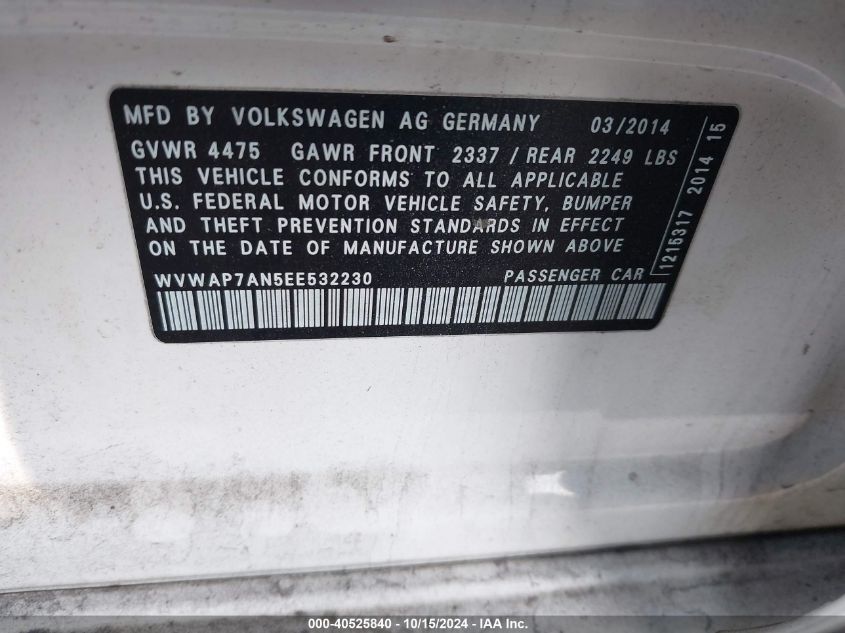 MFD BY VOLKSWAGEN AG GERMANY 03/2014
GVWR 4475 GAWR FRONT 2337 / REAR 2249 LBS
THIS VEHICLE CONFORMS TO ALL APPLICABLE
U.S. FEDERAL MOTOR VEHICLE SAFETY, BUMPER
AND THEFT PREVENTION STANDARDS IN EFFECT
ON THE DATE OF MANUFACTURE SHOWN ABOVE
WVWAP7AN5EE532230 PASSENGER CAR
1215317 2014 15
000-40525840 - 10/15/2024 - IAA Inc.